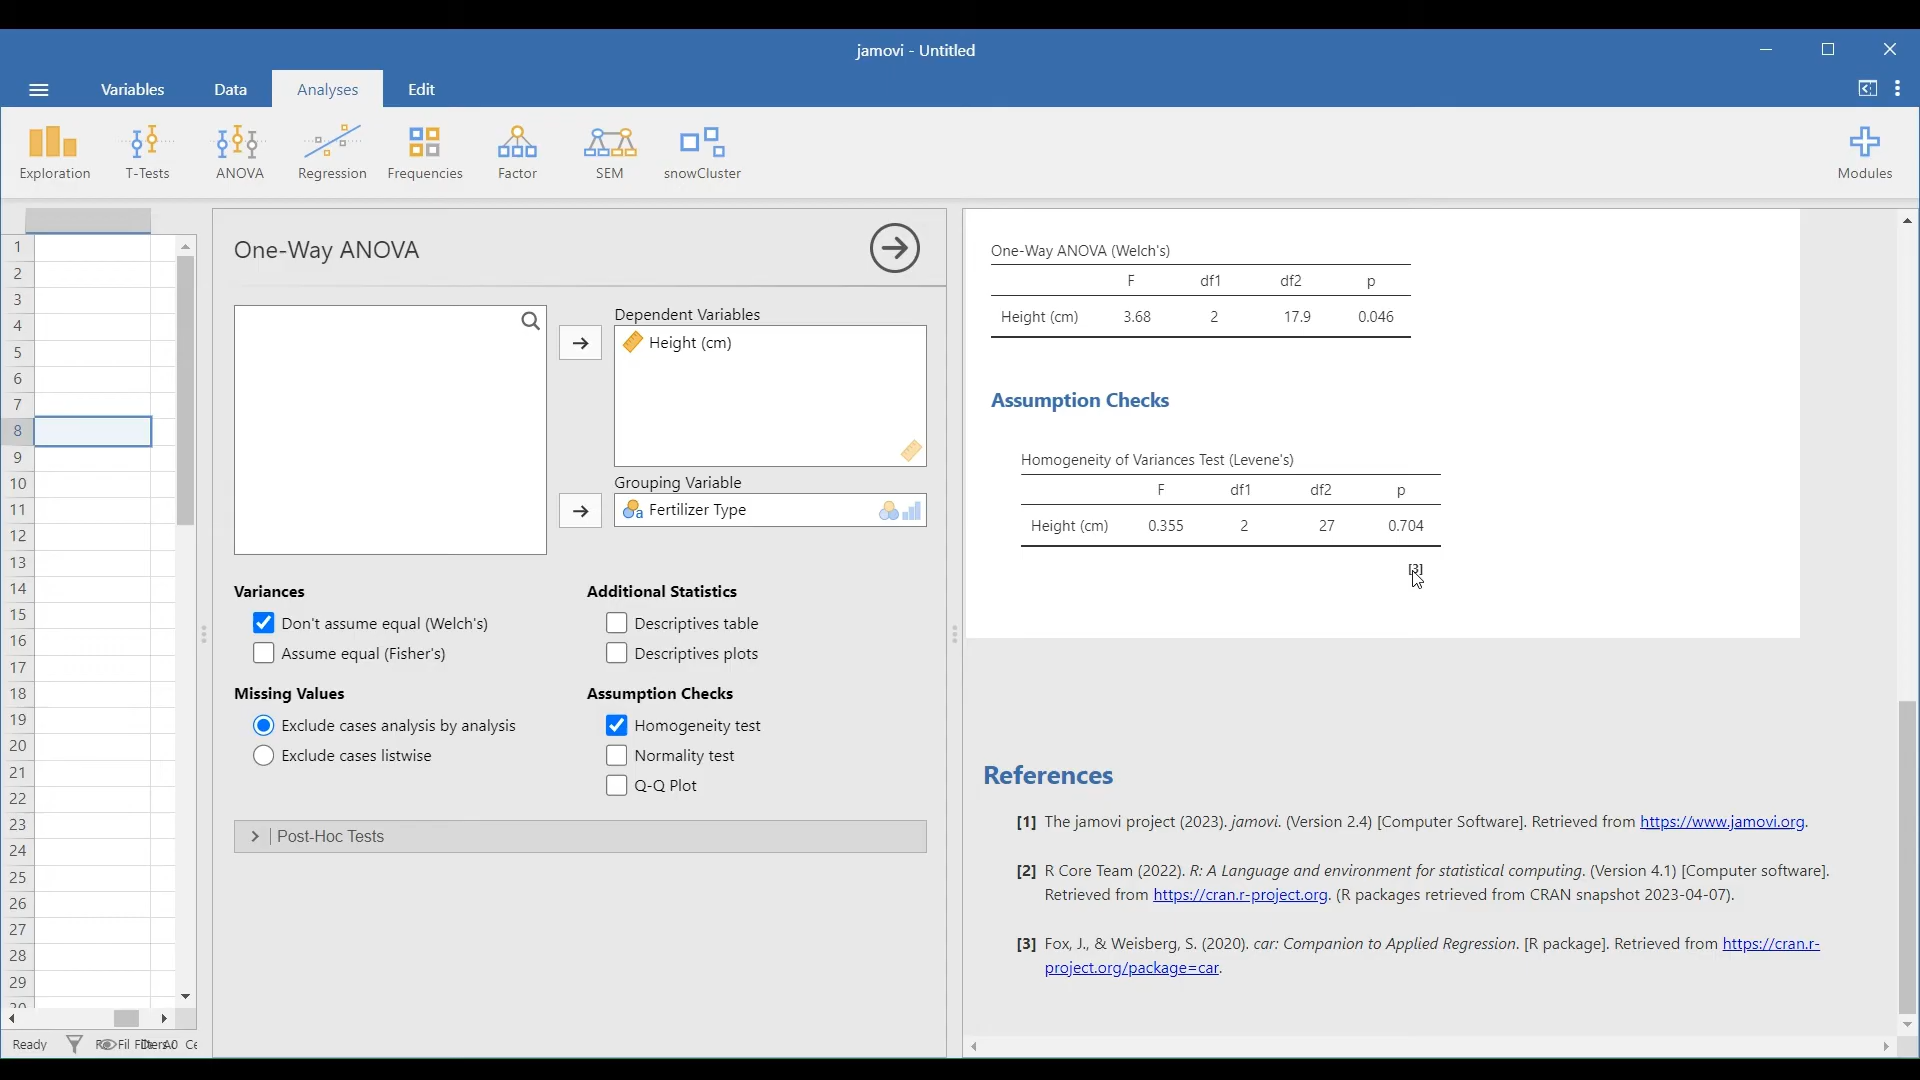 jamovi - Untitled
Variables Data Analyses Edit
Exploration T-Tests ANOVA Regression Frequencies Factor SEM snowCluster Modules
One-Way ANOVA
Dependent Variables
Height (cm)
Grouping Variable
Fertilizer Type
Variances
Don't assume equal (Welch's)
Assume equal (Fisher's)
Missing Values
Exclude cases analysis by analysis
Exclude cases listwise
Additional Statistics
Descriptives table
Descriptives plots
Assumption Checks
Homogeneity test
Normality test
Q-Q Plot
Post-Hoc Tests
1
2
3
4
5
6
7
8
9
10
11
12
13
14
15
16
17
18
19
20
21
22
23
24
25
26
27
28
29
30
Ready
One-Way ANOVA (Welch's)
F df1 df2 p
Height (cm) 3.68 2 17.9 0.046
Assumption Checks
Homogeneity of Variances Test (Levene's)
F df1 df2 p
Height (cm) 0.355 2 27 0.704
[3]
References
[1] The jamovi project (2023). jamovi. (Version 2.4) [Computer Software]. Retrieved from https://www.jamovi.org.
[2] R Core Team (2022). R: A Language and environment for statistical computing. (Version 4.1) [Computer software].
Retrieved from https://cran.r-project.org. (R packages retrieved from CRAN snapshot 2023-04-07).
[3] Fox, J., & Weisberg, S. (2020). car: Companion to Applied Regression. [R package]. Retrieved from https://cran.r-
project.org/package=car.